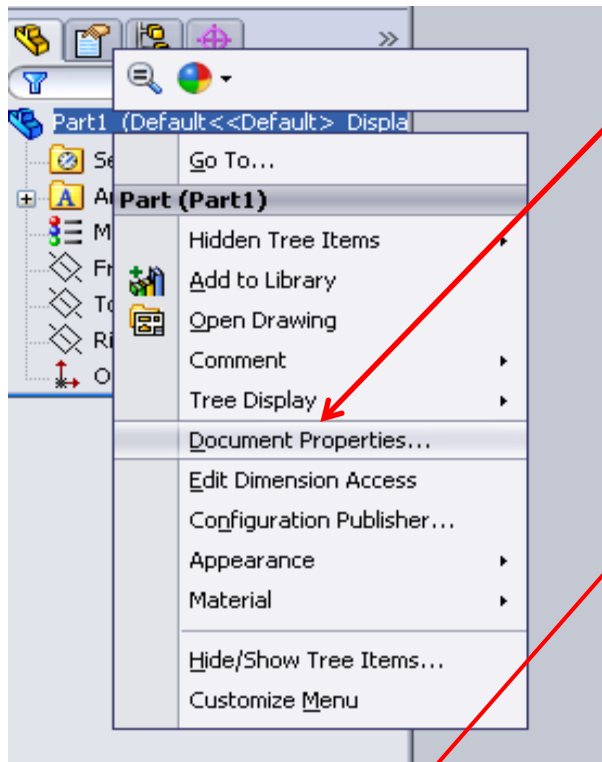 Part1 (Default<<Default> Displa
Go To...
Part (Part1)
Hidden Tree Items
Add to Library
Open Drawing
Comment
Tree Display
Document Properties...
Edit Dimension Access
Configuration Publisher...
Appearance
Material
Hide/Show Tree Items...
Customize Menu